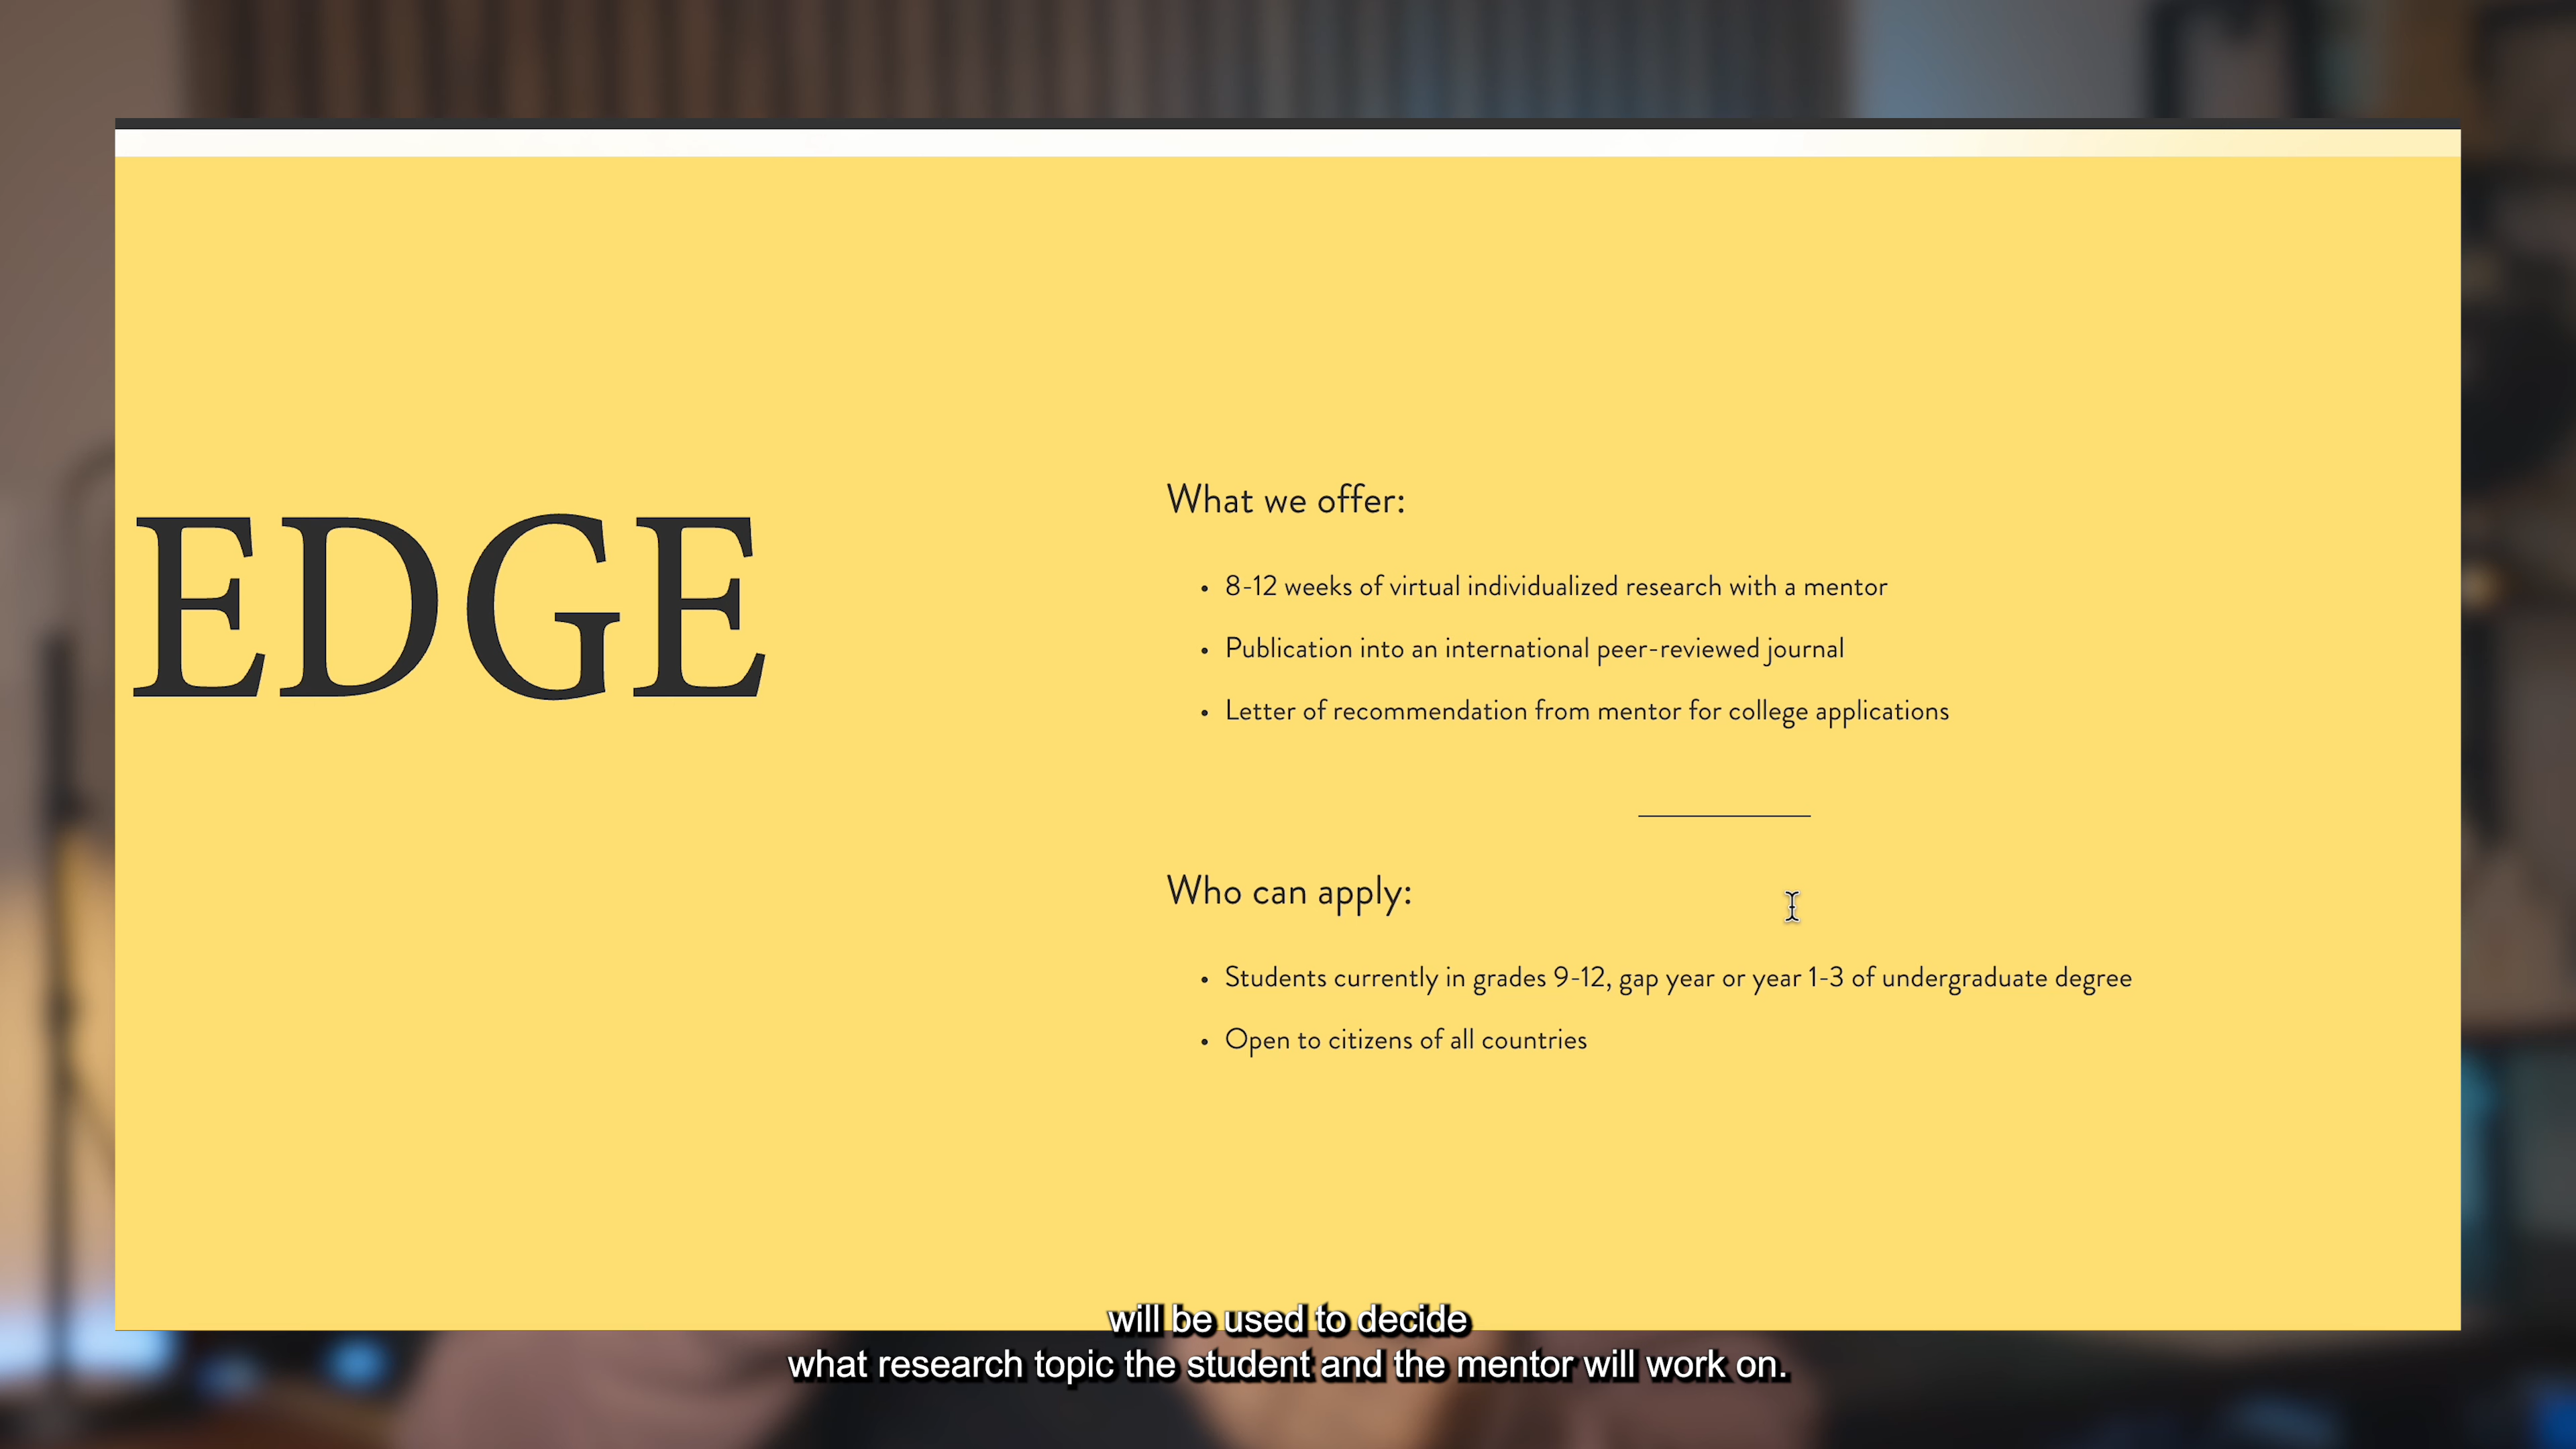 EDGE
What we offer:
• 8-12 weeks of virtual individualized research with a mentor
• Publication into an international peer-reviewed journal
• Letter of recommendation from mentor for college applications
Who can apply:
• Students currently in grades 9-12, gap year or year 1-3 of undergraduate degree
• Open to citizens of all countries
will be used to decide
what research topic the student and the mentor will work on.